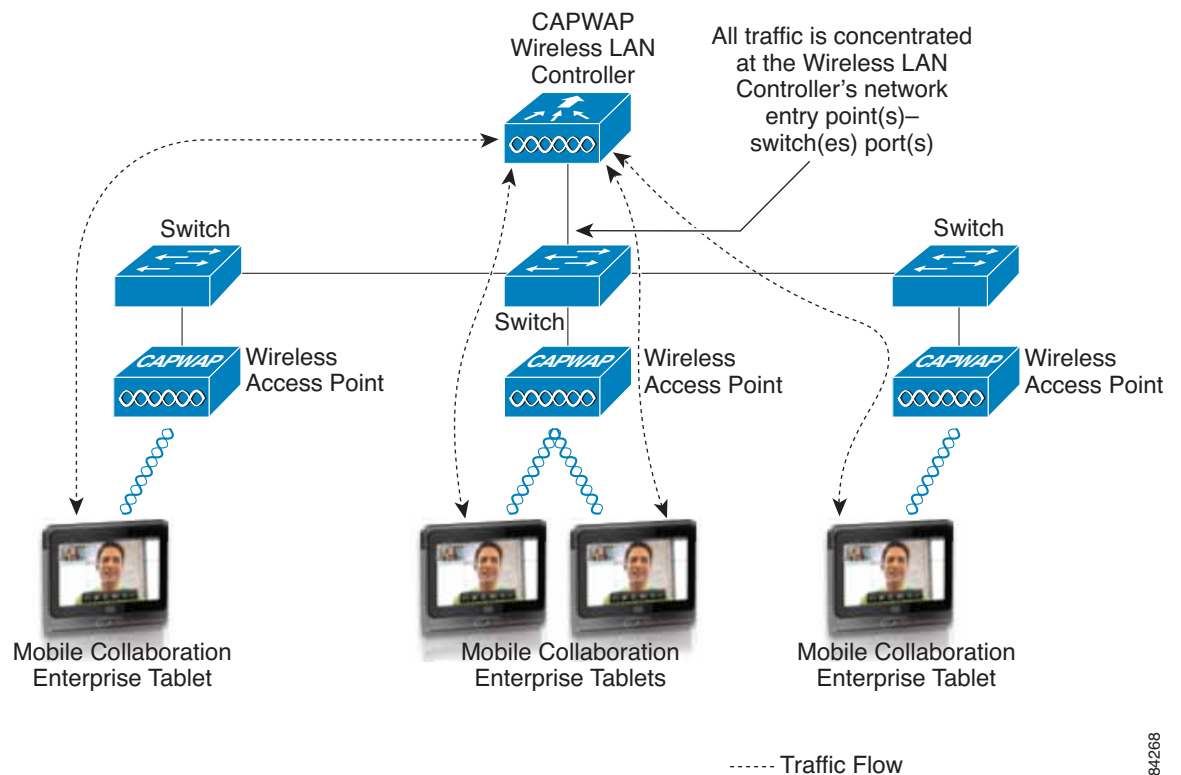 CAPWAP
Wireless LAN
Controller
All traffic is concentrated
at the Wireless LAN
Controller's network
entry point(s)–
switch(es) port(s)
Switch
Switch
Switch
CAPWAP
Wireless
Access Point
CAPWAP
Wireless
Access Point
CAPWAP
Wireless
Access Point
Mobile Collaboration
Enterprise Tablet
Mobile Collaboration
Enterprise Tablets
Mobile Collaboration
Enterprise Tablet
Traffic Flow
84268